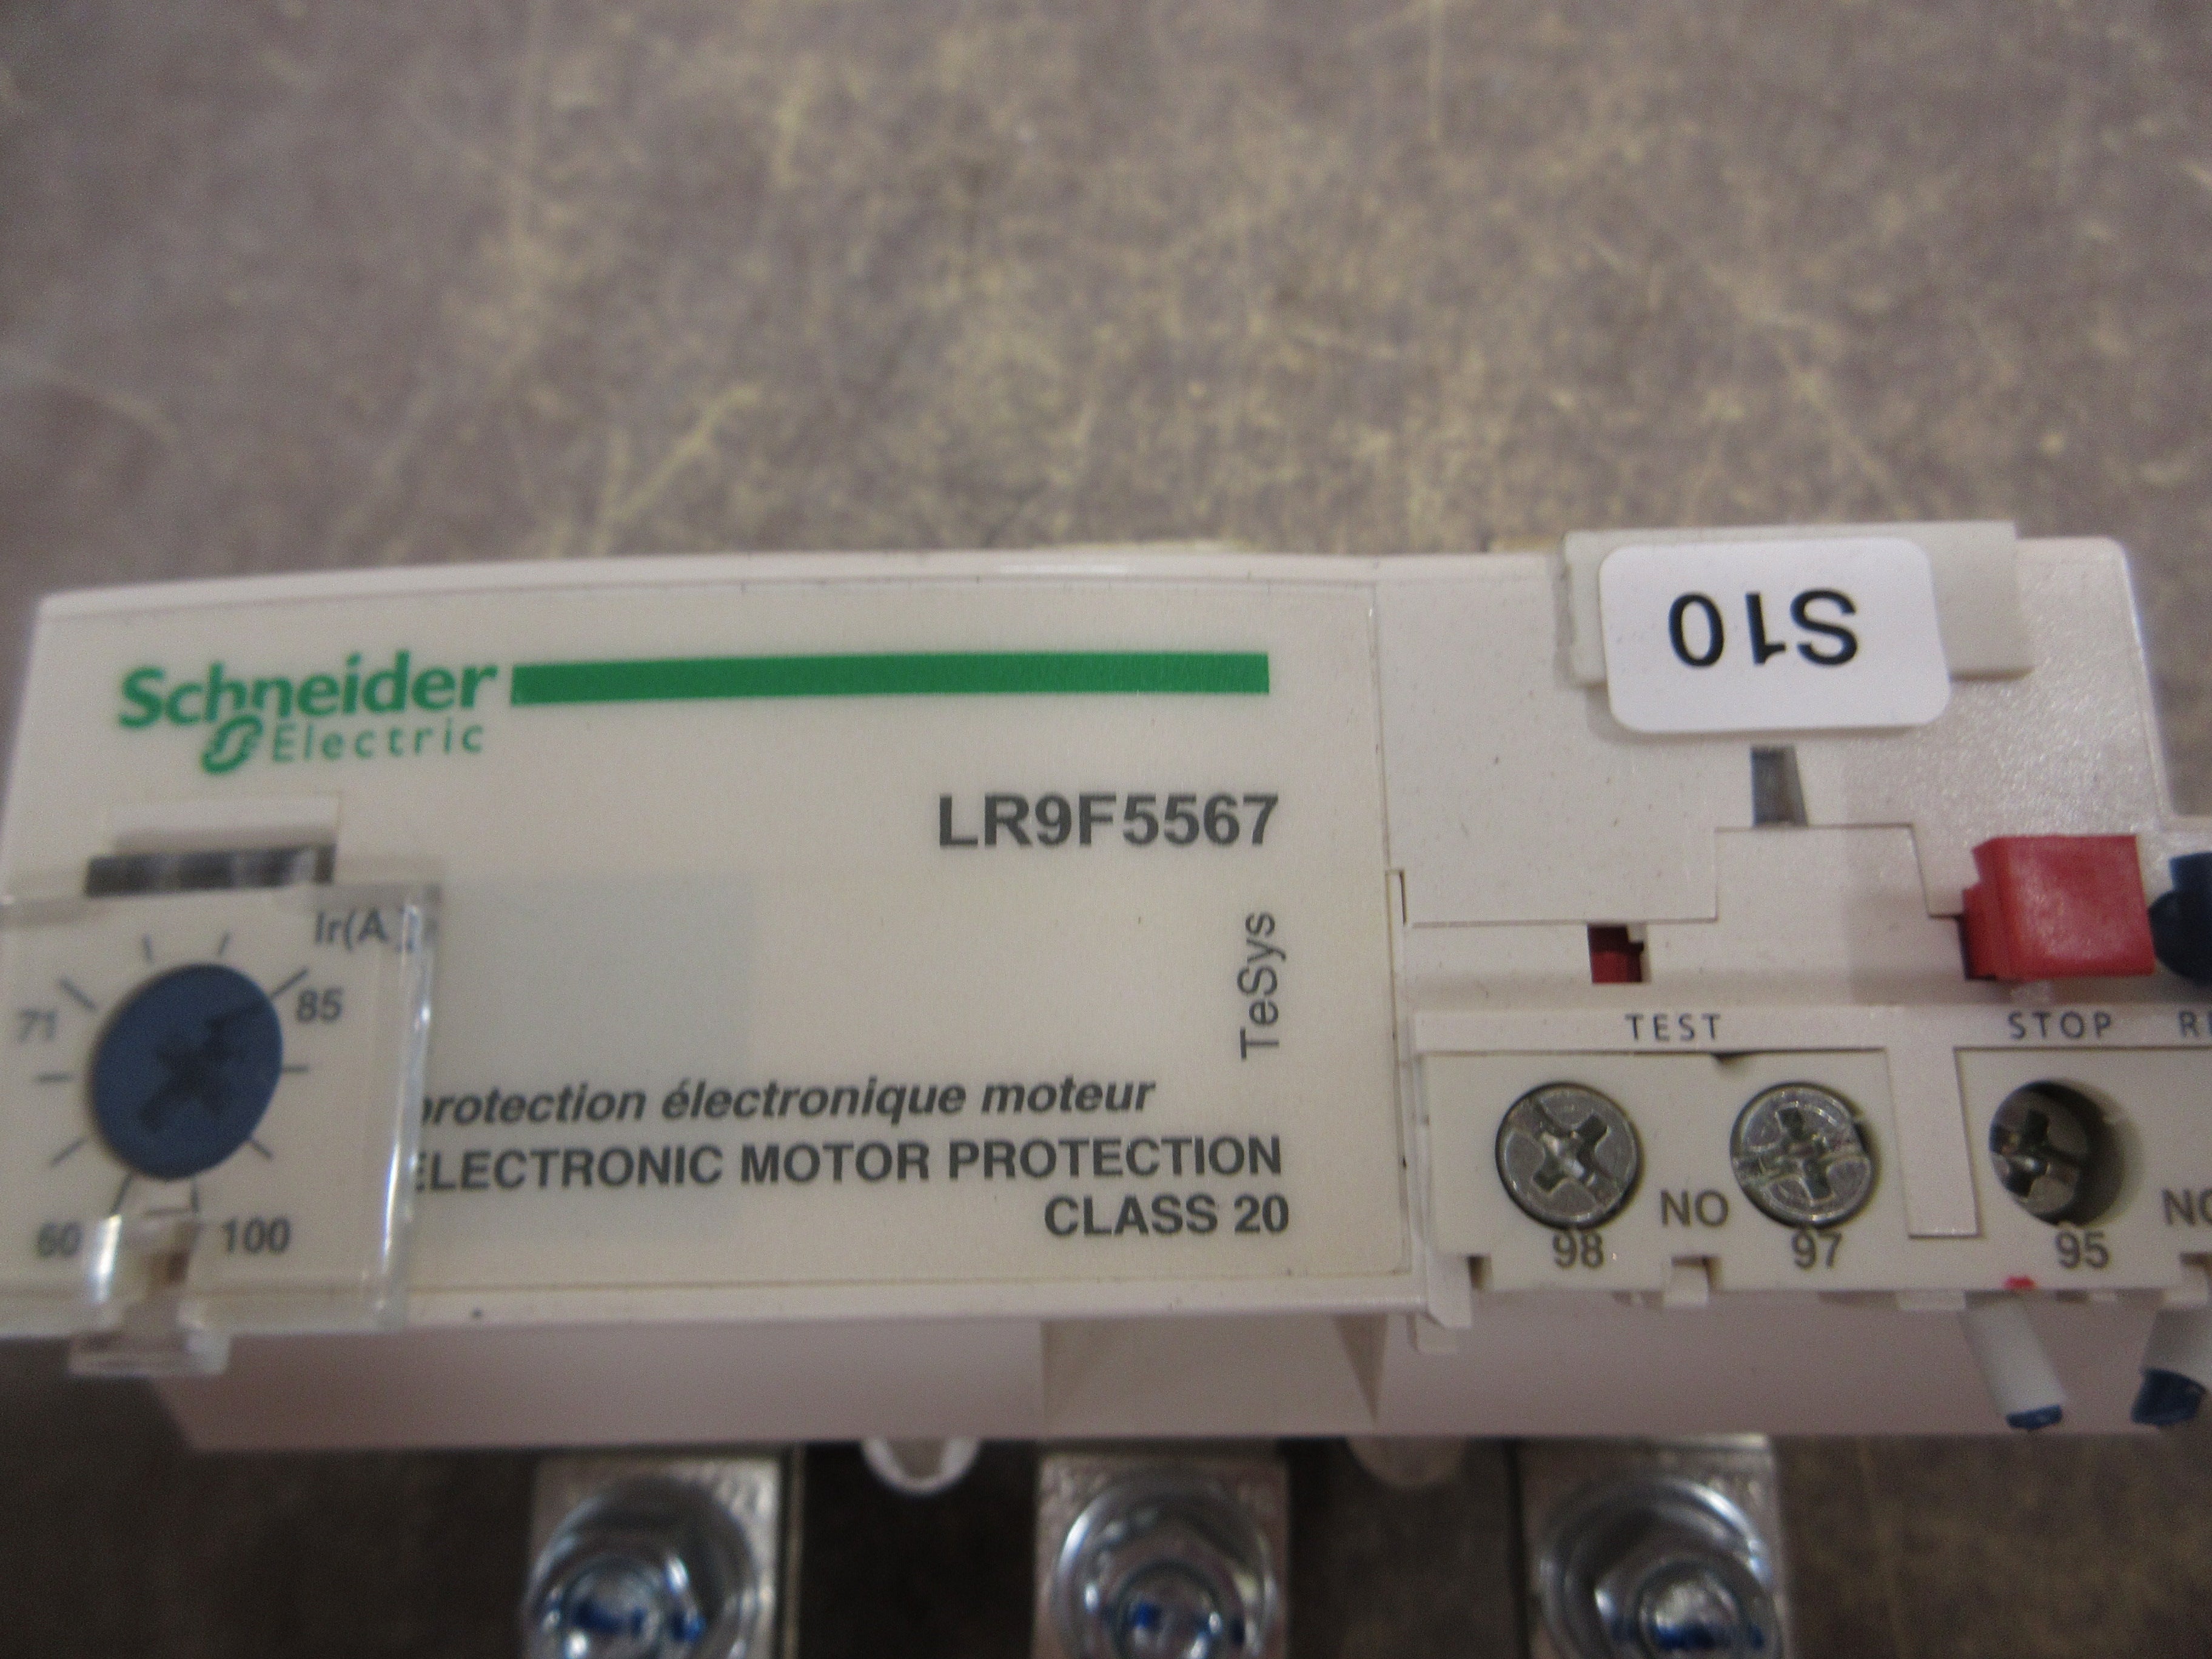 Schneider
Electric
S10
LR9F5567
Ir(A)
71
85
60
100
TeSys
protection électronique moteur
ELECTRONIC MOTOR PROTECTION
CLASS 20
TEST
STOP
NO
98
97
95